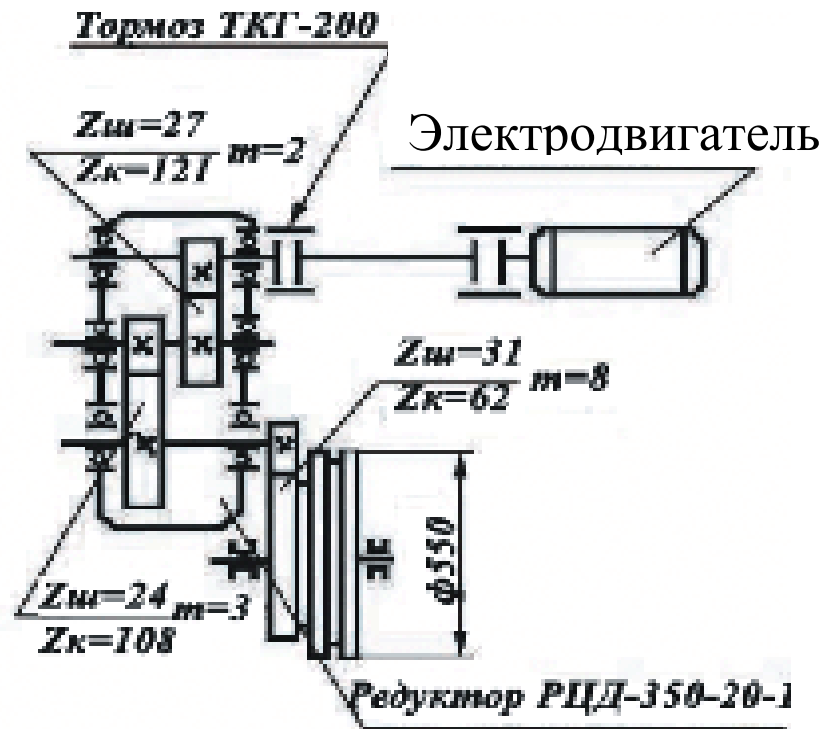 Тормоз ТКГ-200
Zш=27
Zк=121
m=2
Электродвигатель
Zш=31
Zк=62
m=8
ф550
Zш=24
Zк=108
m=3
Редуктор РЦД-350-20-1